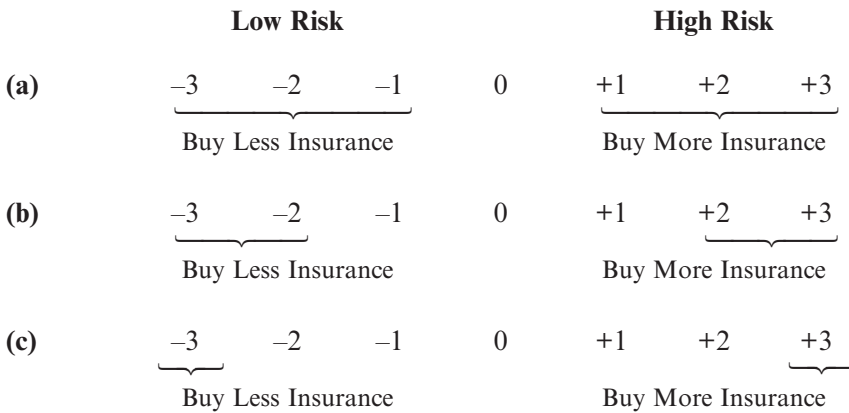 Low Risk High Risk
(a) –3 –2 –1 0 +1 +2 +3
Buy Less Insurance Buy More Insurance
(b) –3 –2 –1 0 +1 +2 +3
Buy Less Insurance Buy More Insurance
(c) –3 –2 –1 0 +1 +2 +3
Buy Less Insurance Buy More Insurance